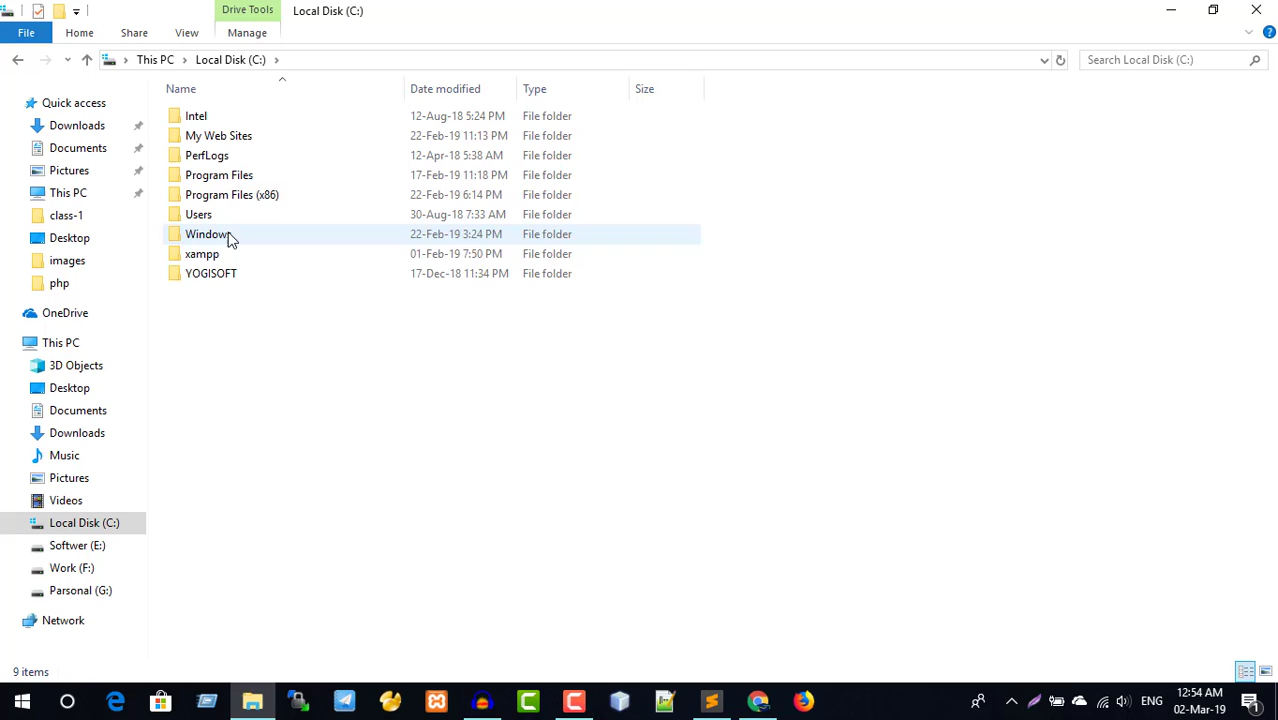 Drive Tools
Local Disk (C:)
File
Home
Share
View
Manage
This PC
Local Disk (C:)
Search Local Disk (C:)
Name
Date modified
Type
Size
Intel
12-Aug-18 5:24 PM
File folder
My Web Sites
22-Feb-19 11:13 PM
File folder
PerfLogs
12-Apr-18 5:38 AM
File folder
Program Files
17-Feb-19 11:18 PM
File folder
Program Files (x86)
22-Feb-19 6:14 PM
File folder
Users
30-Aug-18 7:33 AM
File folder
Windows
22-Feb-19 3:24 PM
File folder
xampp
01-Feb-19 7:50 PM
File folder
YOGISOFT
17-Dec-18 11:34 PM
File folder
Quick access
Downloads
Documents
Pictures
This PC
class-1
Desktop
images
php
OneDrive
This PC
3D Objects
Desktop
Documents
Downloads
Music
Pictures
Videos
Local Disk (C:)
Softwer (E:)
Work (F:)
Parsonal (G:)
Network
9 items
ENG
12:54 AM
02-Mar-19
1